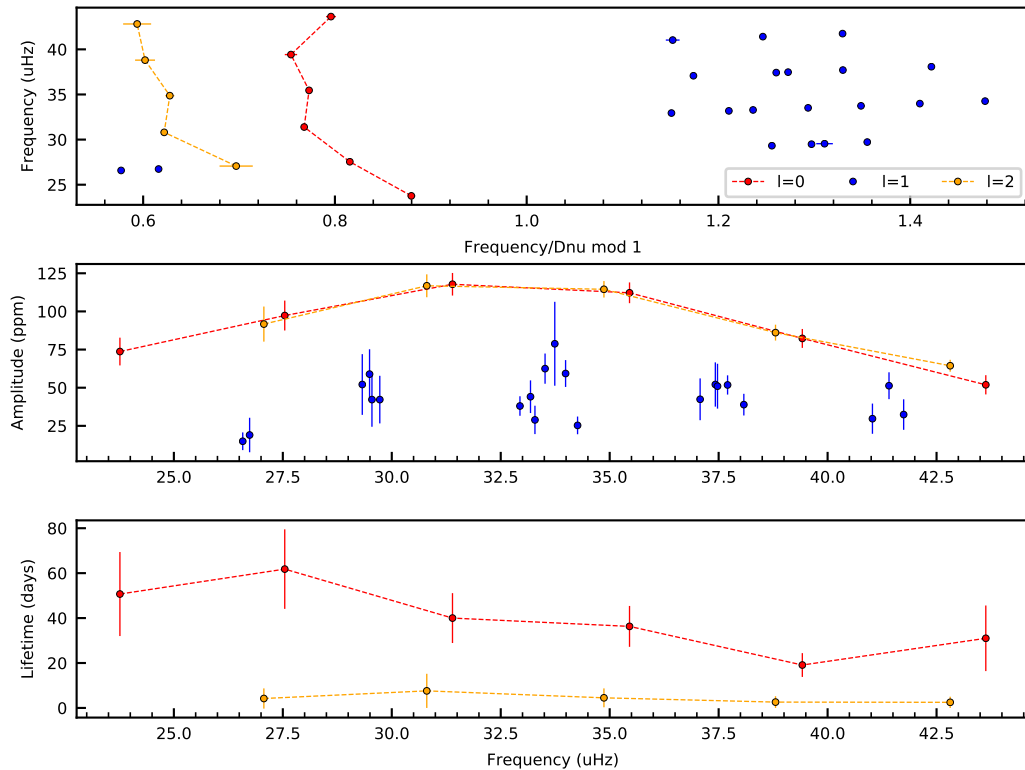 Frequency (uHz)
40
35
30
25
l=0 l=1 l=2
0.6 0.8 1.0 1.2 1.4
Frequency/Dnu mod 1
Amplitude (ppm)
125
100
75
50
25
25.0 27.5 30.0 32.5 35.0 37.5 40.0 42.5
Lifetime (days)
80
60
40
20
0
25.0 27.5 30.0 32.5 35.0 37.5 40.0 42.5
Frequency (uHz)